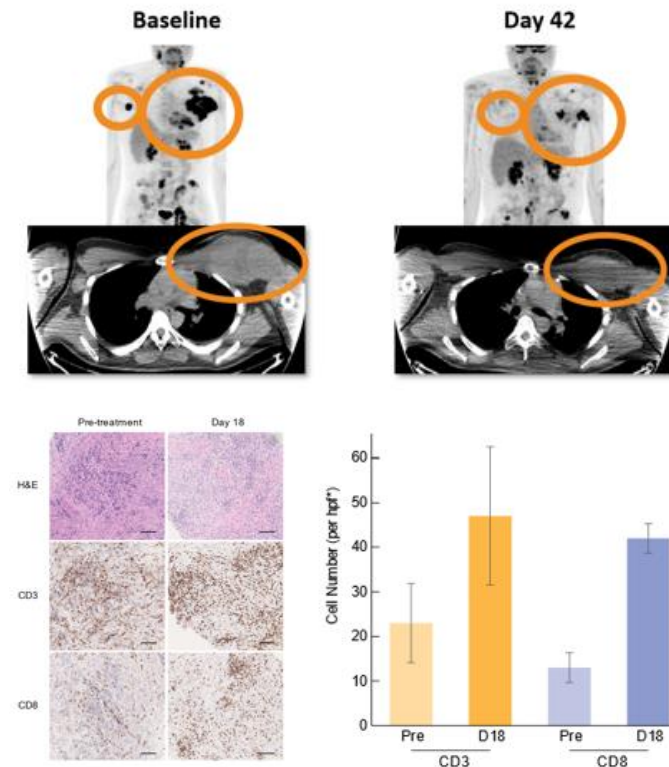 Baseline Day 42
Pre-treatment Day 18
H&E
CD3
CD8
Cell Number (per hpf*)
60
50
40
30
20
10
0
Pre D18 Pre D18
CD3 CD8